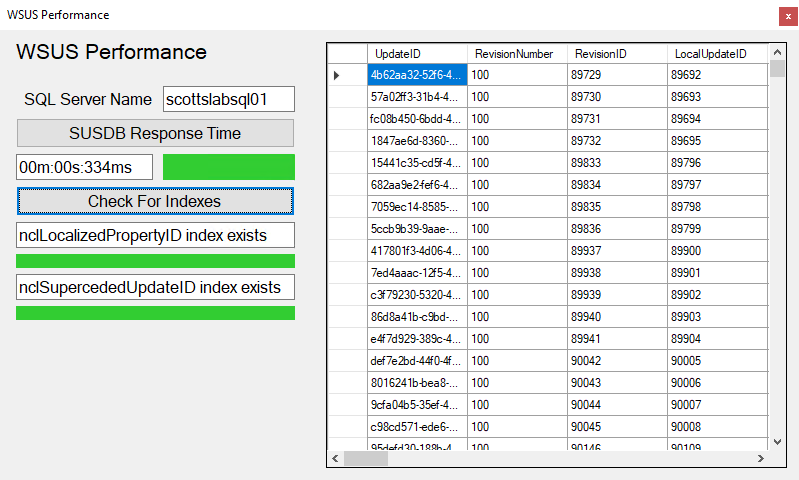 WSUS Performance
WSUS Performance
SQL Server Name scottslabsql01
SUSDB Response Time
00m:00s:334ms
Check For Indexes
nclLocalizedPropertyID index exists
nclSupercededUpdateID index exists
UpdateID RevisionNumber RevisionID LocalUpdateID
4b62aa32-52f6-4... 100 89729 89692
57a02ff3-31b4-4... 100 89730 89693
fc08b450-6bdd-4... 100 89731 89694
1847ae6d-8360-... 100 89732 89695
15441c35-cd5f-4... 100 89833 89796
682aa9e2-fef6-4... 100 89834 89797
7059ec14-8585-... 100 89835 89798
5ccb9b39-9aae-... 100 89836 89799
417801f3-4d06-4... 100 89937 89900
7ed4aaac-12f5-4... 100 89938 89901
c3f79230-5320-4... 100 89939 89902
86d8a41b-c9bd-... 100 89940 89903
e4f7d929-389c-4... 100 89941 89904
def7e2bd-44f0-4f... 100 90042 90005
8016241b-bea8-... 100 90043 90006
9cfa04b5-35ef-4... 100 90044 90007
c98cd571-ede6-... 100 90045 90008
95defd30-188b-4... 100 90146 90109